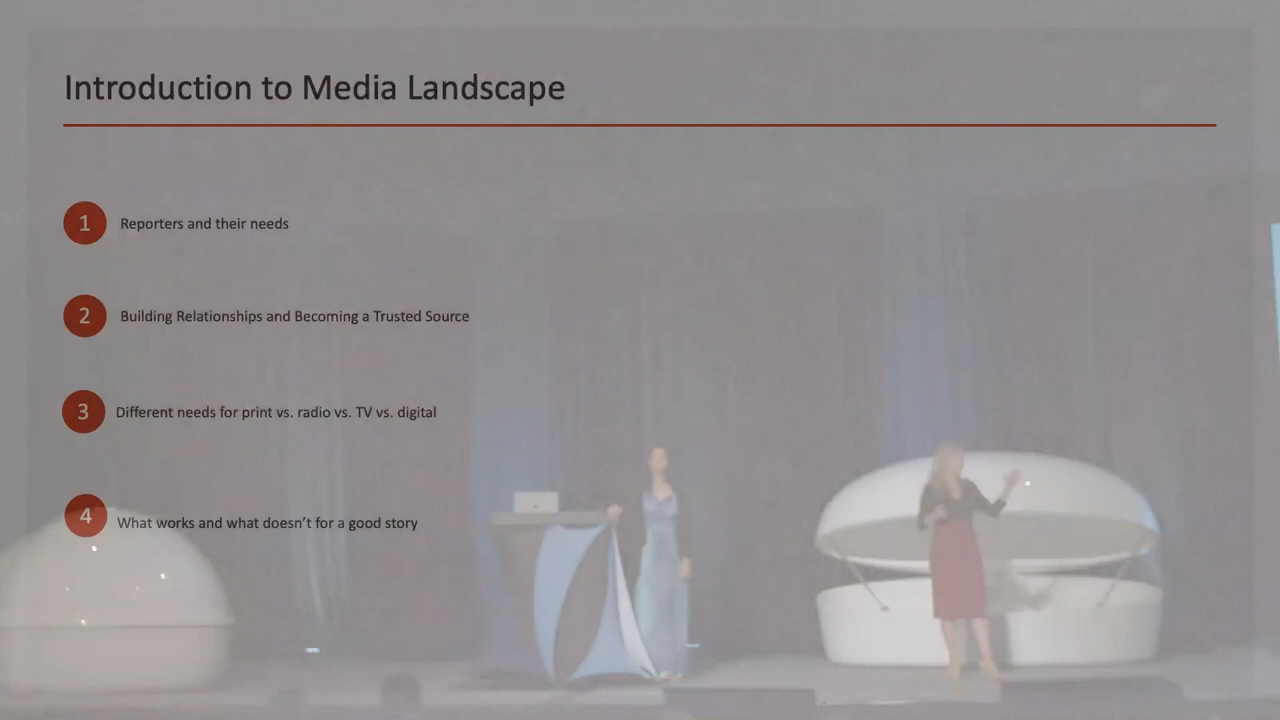 Introduction to Media Landscape
1 Reporters and their needs
2 Building Relationships and Becoming a Trusted Source
3 Different needs for print vs. radio vs. TV vs. digital
4 What works and what doesn’t for a good story